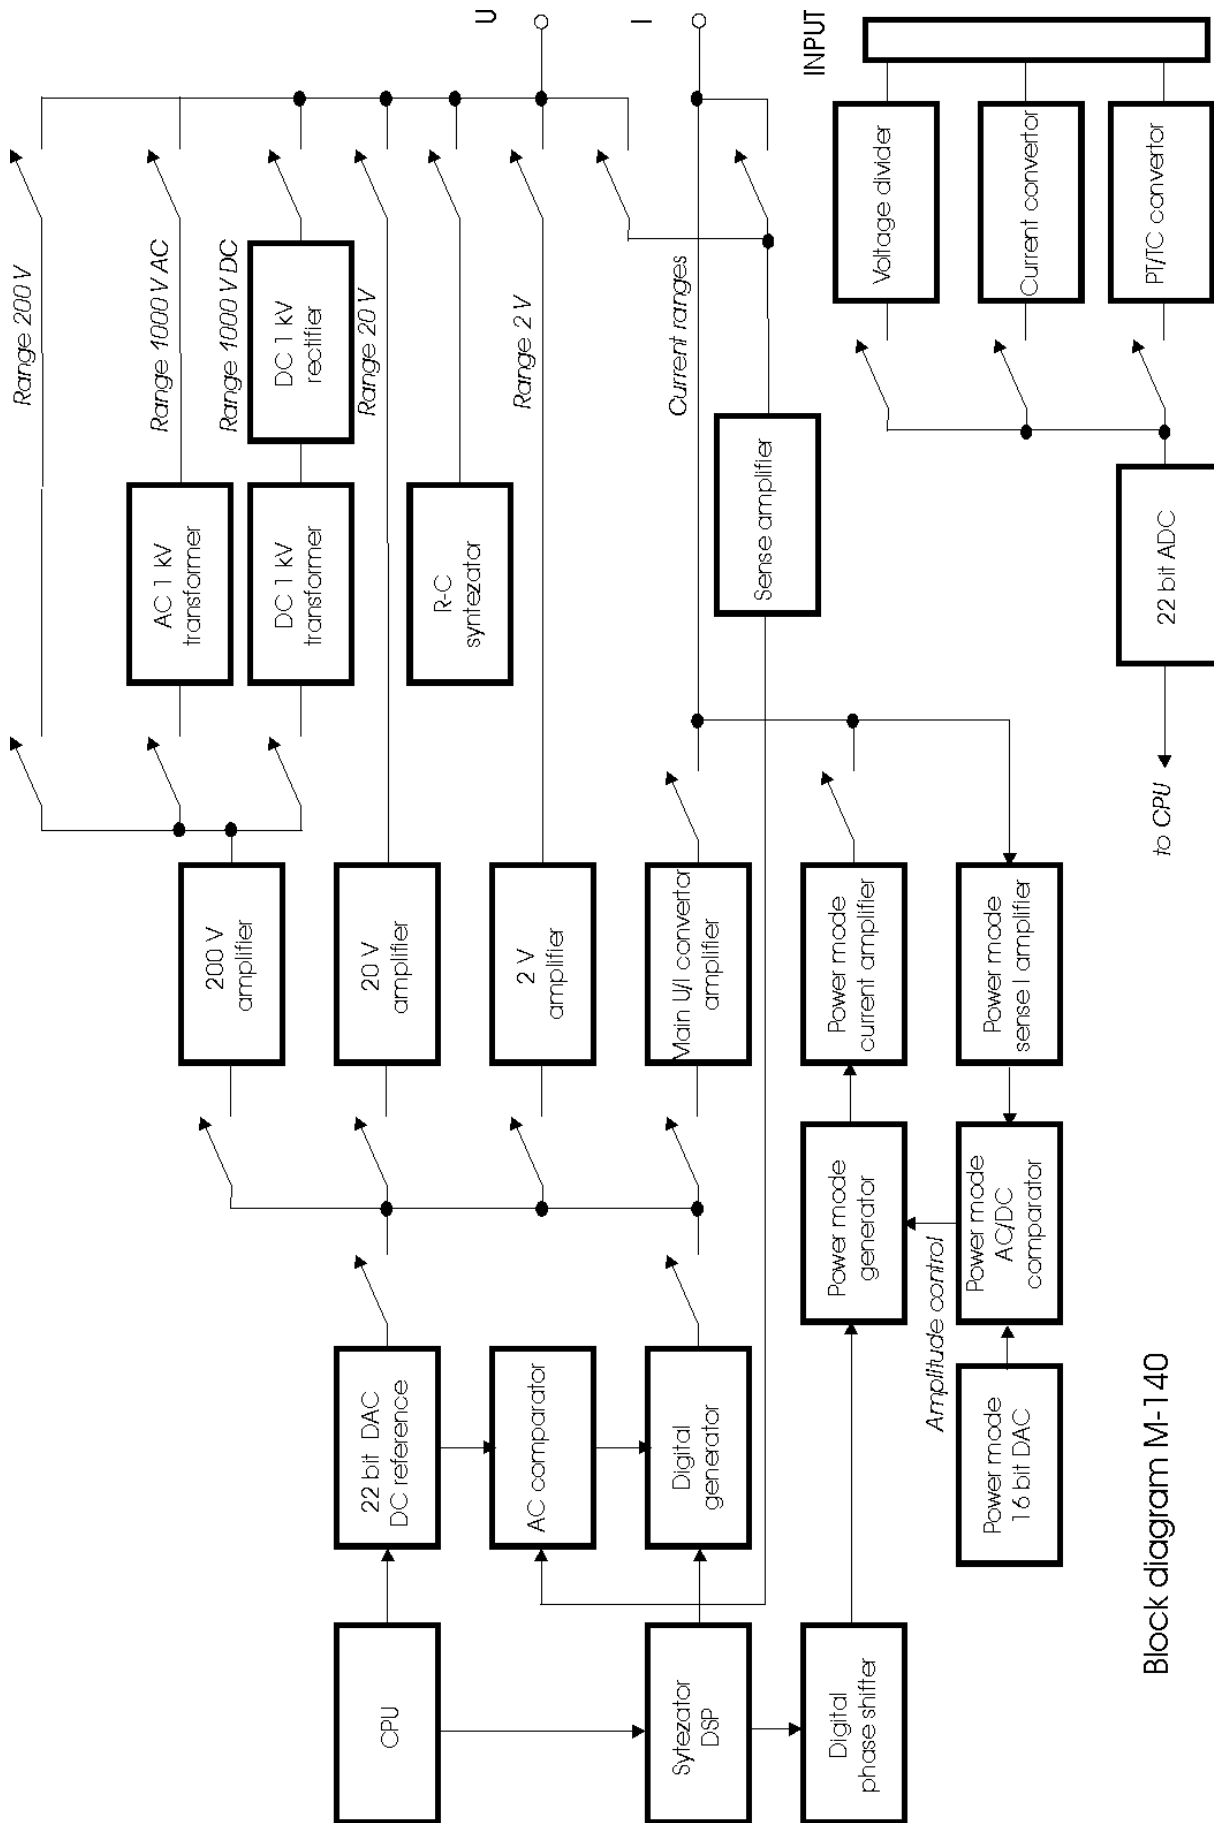 U
I
INPUT
Range 200 V
Range 1000 V AC
Range 1000 V DC
Range 20 V
Range 2 V
Current ranges
DC 1 kV
rectifier
Voltage divider
Current convertor
PT/TC convertor
AC 1 kV
transformer
DC 1 kV
transformer
R-C
syntezator
Sense amplifier
22 bit ADC
to CPU
200 V
amplifier
20 V
amplifier
2 V
amplifier
Main U/I convertor
amplifier
Power mode
current amplifier
Power mode
sense I amplifier
Power mode
generator
Power mode
AC/DC
comparator
Amplitude control
22 bit DAC
DC reference
AC comparator
Digital
generator
Power mode
16 bit DAC
CPU
Sytezator
DSP
Digital
phase shifter
Block diagram M-140